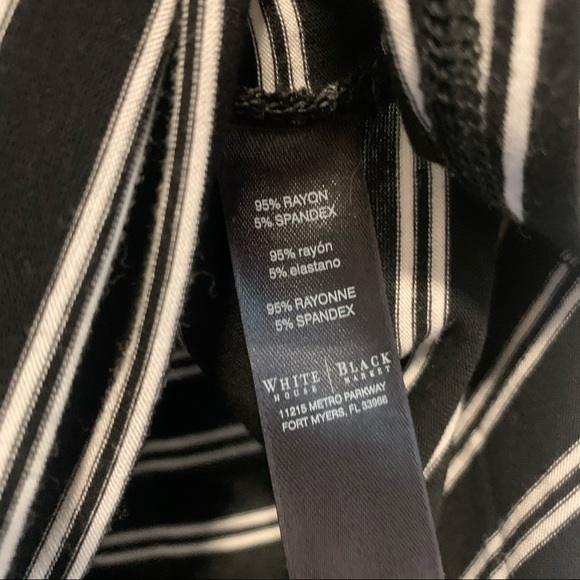 95% RAYON
5% SPANDEX
95% rayón
5% elastano
95% RAYONNE
5% SPANDEX
WHITE | BLACK
HOUSE | MARKET
11215 METRO PARKWAY
FORT MYERS, FL 33966